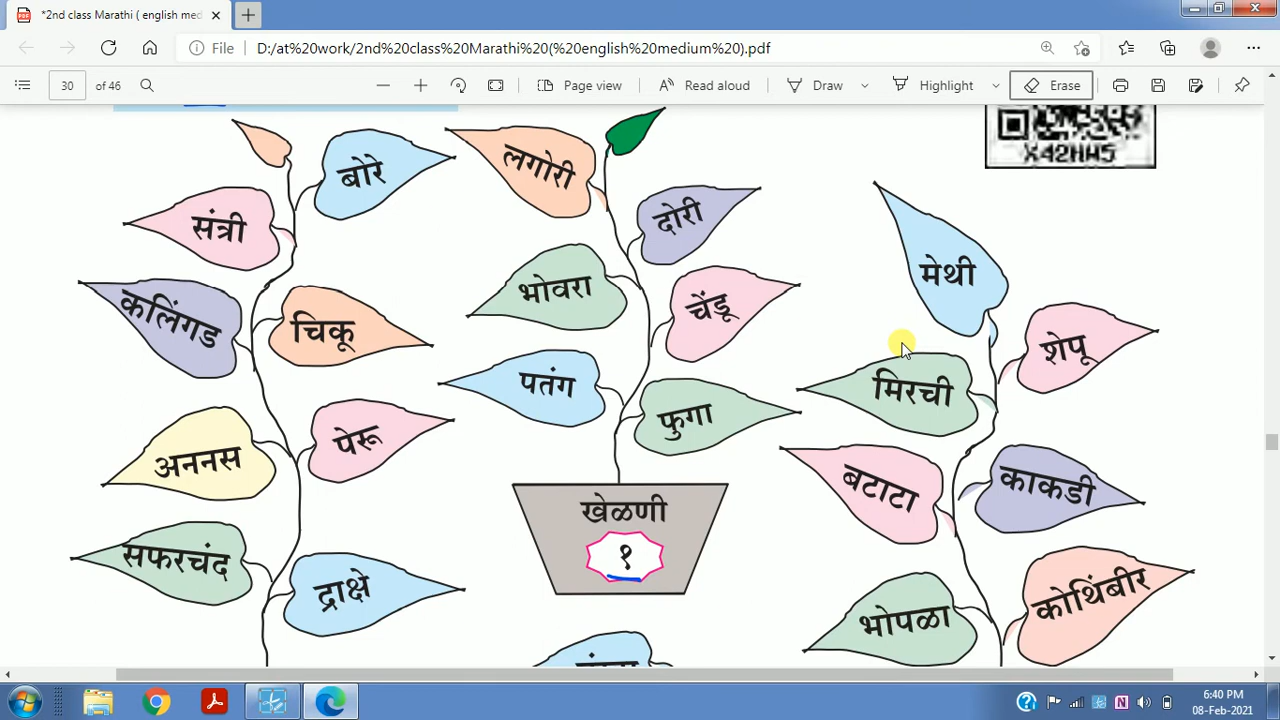 *2nd class Marathi ( english med
File D:/at%20work/2nd%20class%20Marathi%20(%20english%20medium%20).pdf
30 of 46 Page view Read aloud Draw Highlight Erase
X42HW5
बोरे
लगोरी
संत्री
दोरी
मेथी
भोवरा
चेंडू
कलिंगड
चिकू
शेपू
मिरची
पतंग
फुगा
पेरू
अननस
बटाटा
काकडी
खेळणी
१
सफरचंद
द्राक्षे
कोथिंबीर
भोपळा
6:40 PM
08-Feb-2021